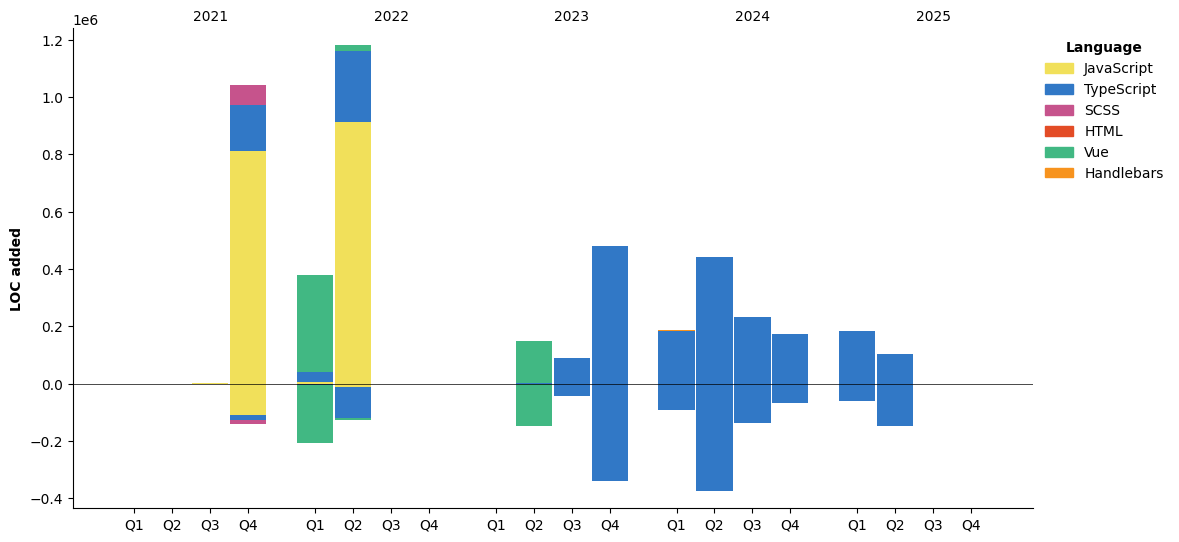 1e6
2021 2022 2023 2024 2025
1.2
1.0
0.8
0.6
0.4
0.2
0.0
−0.2
−0.4
LOC added
Q1 Q2 Q3 Q4 Q1 Q2 Q3 Q4 Q1 Q2 Q3 Q4 Q1 Q2 Q3 Q4 Q1 Q2 Q3 Q4
Language
JavaScript
TypeScript
SCSS
HTML
Vue
Handlebars